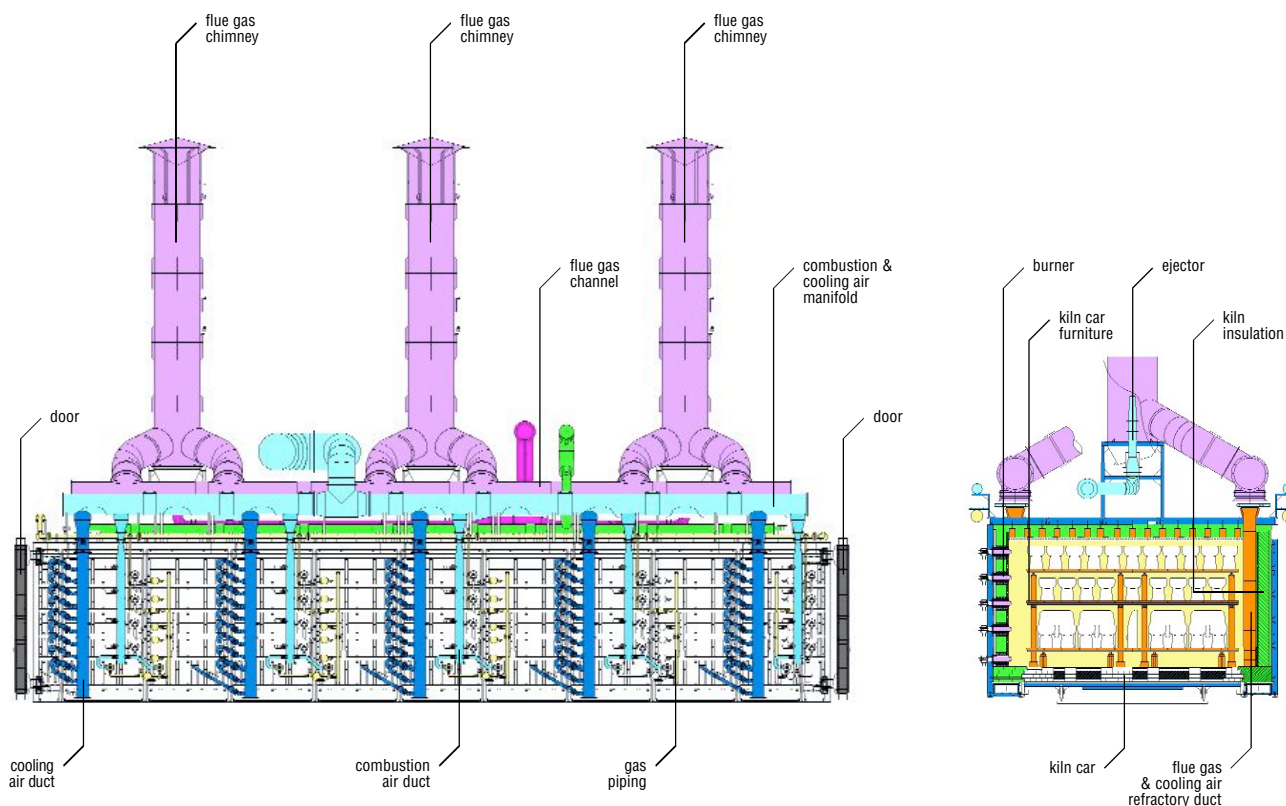 flue gas
chimney
flue gas
chimney
flue gas
chimney
flue gas
channel
combustion &
cooling air
manifold
burner
ejector
kiln car
furniture
kiln
insulation
door
door
cooling
air duct
combustion
air duct
gas
piping
kiln car
flue gas
& cooling air
refractory duct